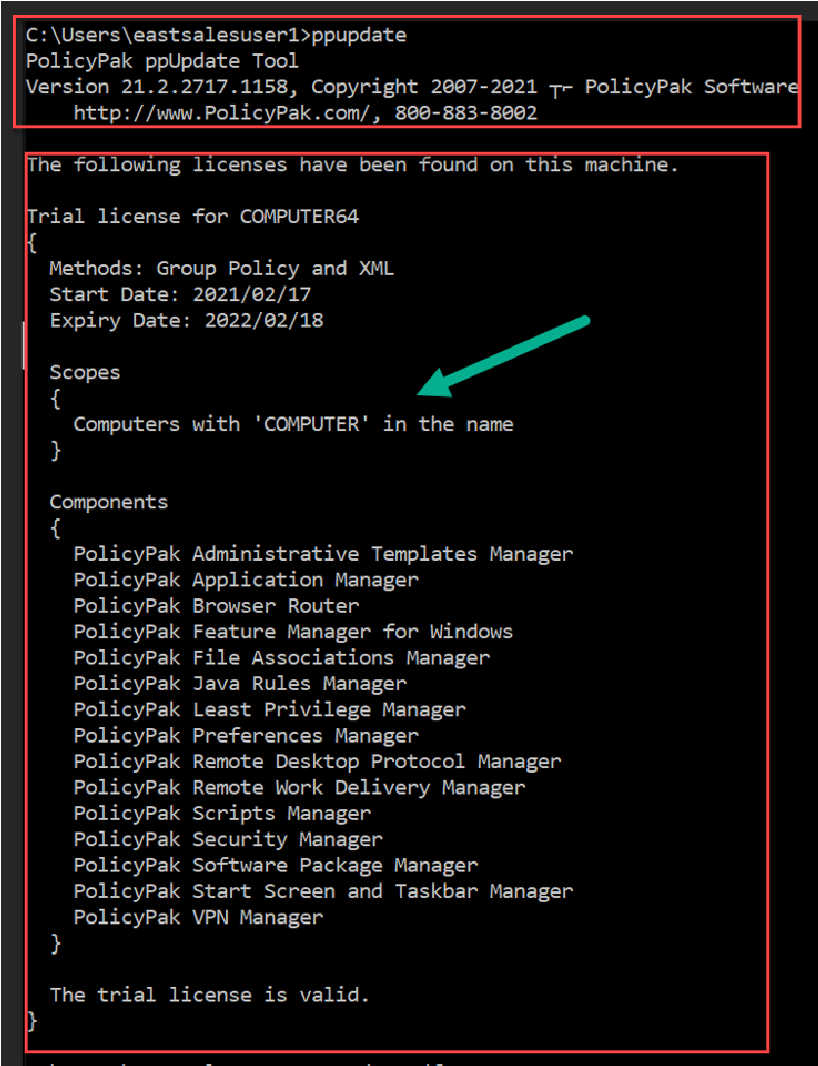 C:\Users\eastsalesuser1>ppupdate
PolicyPak ppUpdate Tool
Version 21.2.2717.1158, Copyright 2007-2021 ┬⌐ PolicyPak Software
http://www.PolicyPak.com/, 800-883-8002
The following licenses have been found on this machine.
Trial license for COMPUTER64
{
Methods: Group Policy and XML
Start Date: 2021/02/17
Expiry Date: 2022/02/18
Scopes
{
Computers with 'COMPUTER' in the name
}
Components
{
PolicyPak Administrative Templates Manager
PolicyPak Application Manager
PolicyPak Browser Router
PolicyPak Feature Manager for Windows
PolicyPak File Associations Manager
PolicyPak Java Rules Manager
PolicyPak Least Privilege Manager
PolicyPak Preferences Manager
PolicyPak Remote Desktop Protocol Manager
PolicyPak Remote Work Delivery Manager
PolicyPak Scripts Manager
PolicyPak Security Manager
PolicyPak Software Package Manager
PolicyPak Start Screen and Taskbar Manager
PolicyPak VPN Manager
}
The trial license is valid.
}